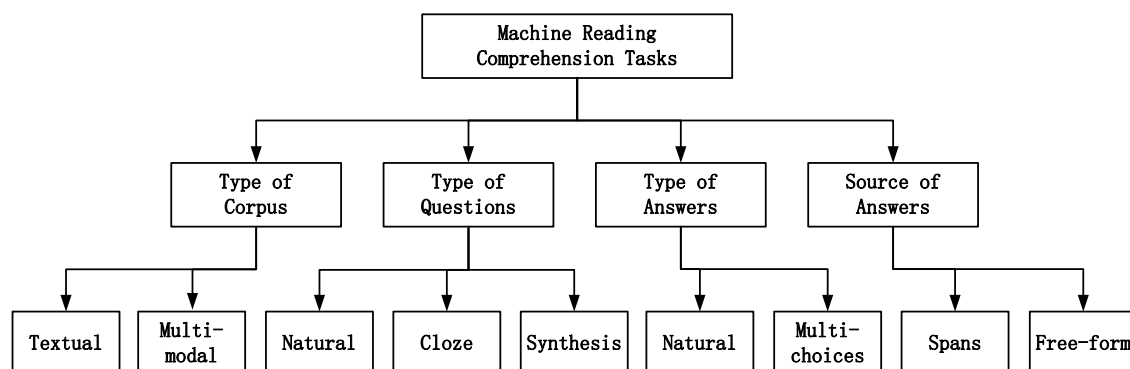 Machine Reading
Comprehension Tasks
Type of
Corpus
Type of
Questions
Type of
Answers
Source of
Answers
Textual
Multi-
modal
Natural
Cloze
Synthesis
Natural
Multi-
choices
Spans
Free-form